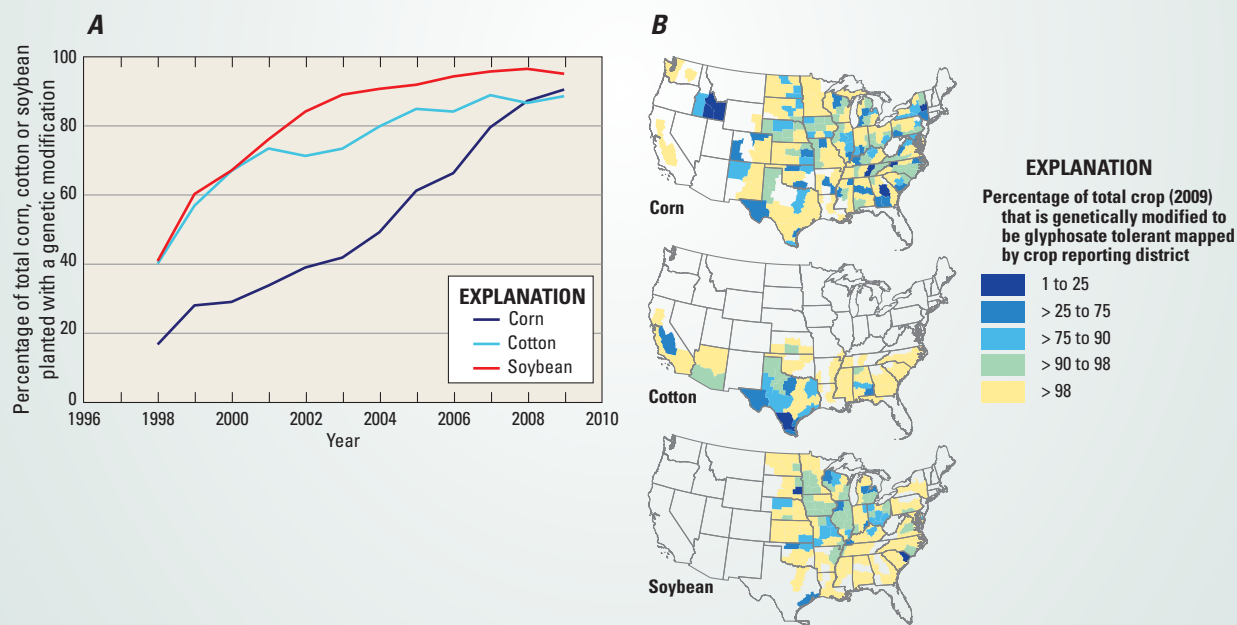 A
Percentage of total corn, cotton or soybean
planted with a genetic modification
100
80
60
40
20
0
1996
1998
2000
2002
2004
2006
2008
2010
Year
EXPLANATION
Corn
Cotton
Soybean
B
Corn
Cotton
Soybean
EXPLANATION
Percentage of total crop (2009)
that is genetically modified to
be glyphosate tolerant mapped
by crop reporting district
1 to 25
> 25 to 75
> 75 to 90
> 90 to 98
> 98